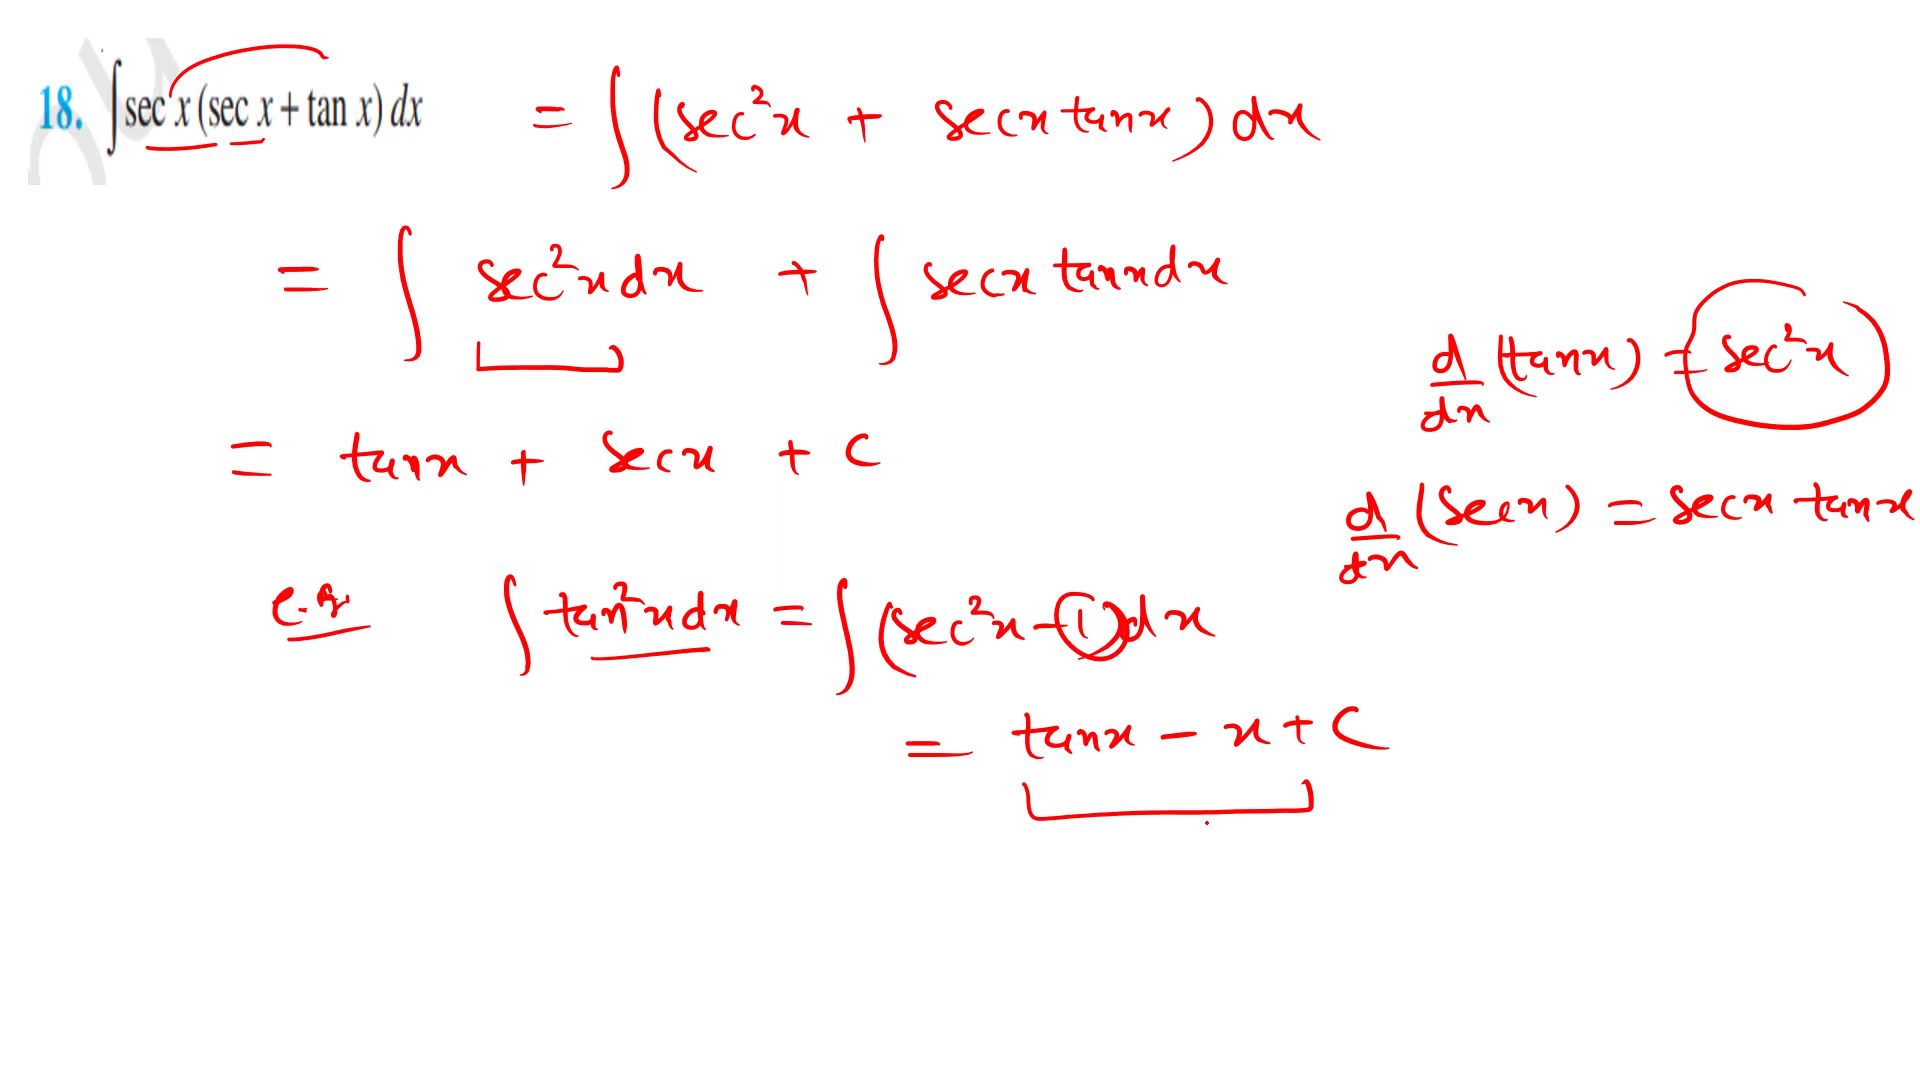 18. ∫ sec x (sec x + tan x) dx = ∫ (sec²x + secx tanx) dx
= ∫ sec²x dx + ∫ secx tanx dx
d/dx (tanx) = sec²x
= tanx + secx + C
d/dx (secx) = secx tanx
e.g. ∫ tan²x dx = ∫ (sec²x - 1) dx
= tanx - x + C